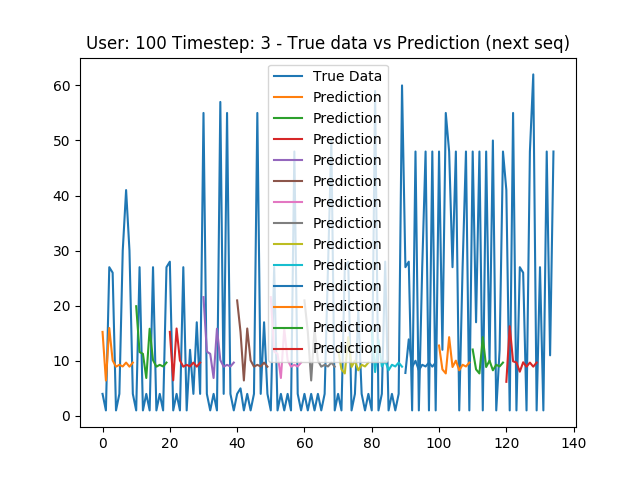 User: 100 Timestep: 3 - True data vs Prediction (next seq)
60
50
40
30
20
10
0
True Data
Prediction
Prediction
Prediction
Prediction
Prediction
Prediction
Prediction
Prediction
Prediction
Prediction
Prediction
Prediction
Prediction
0 20 40 60 80 100 120 140